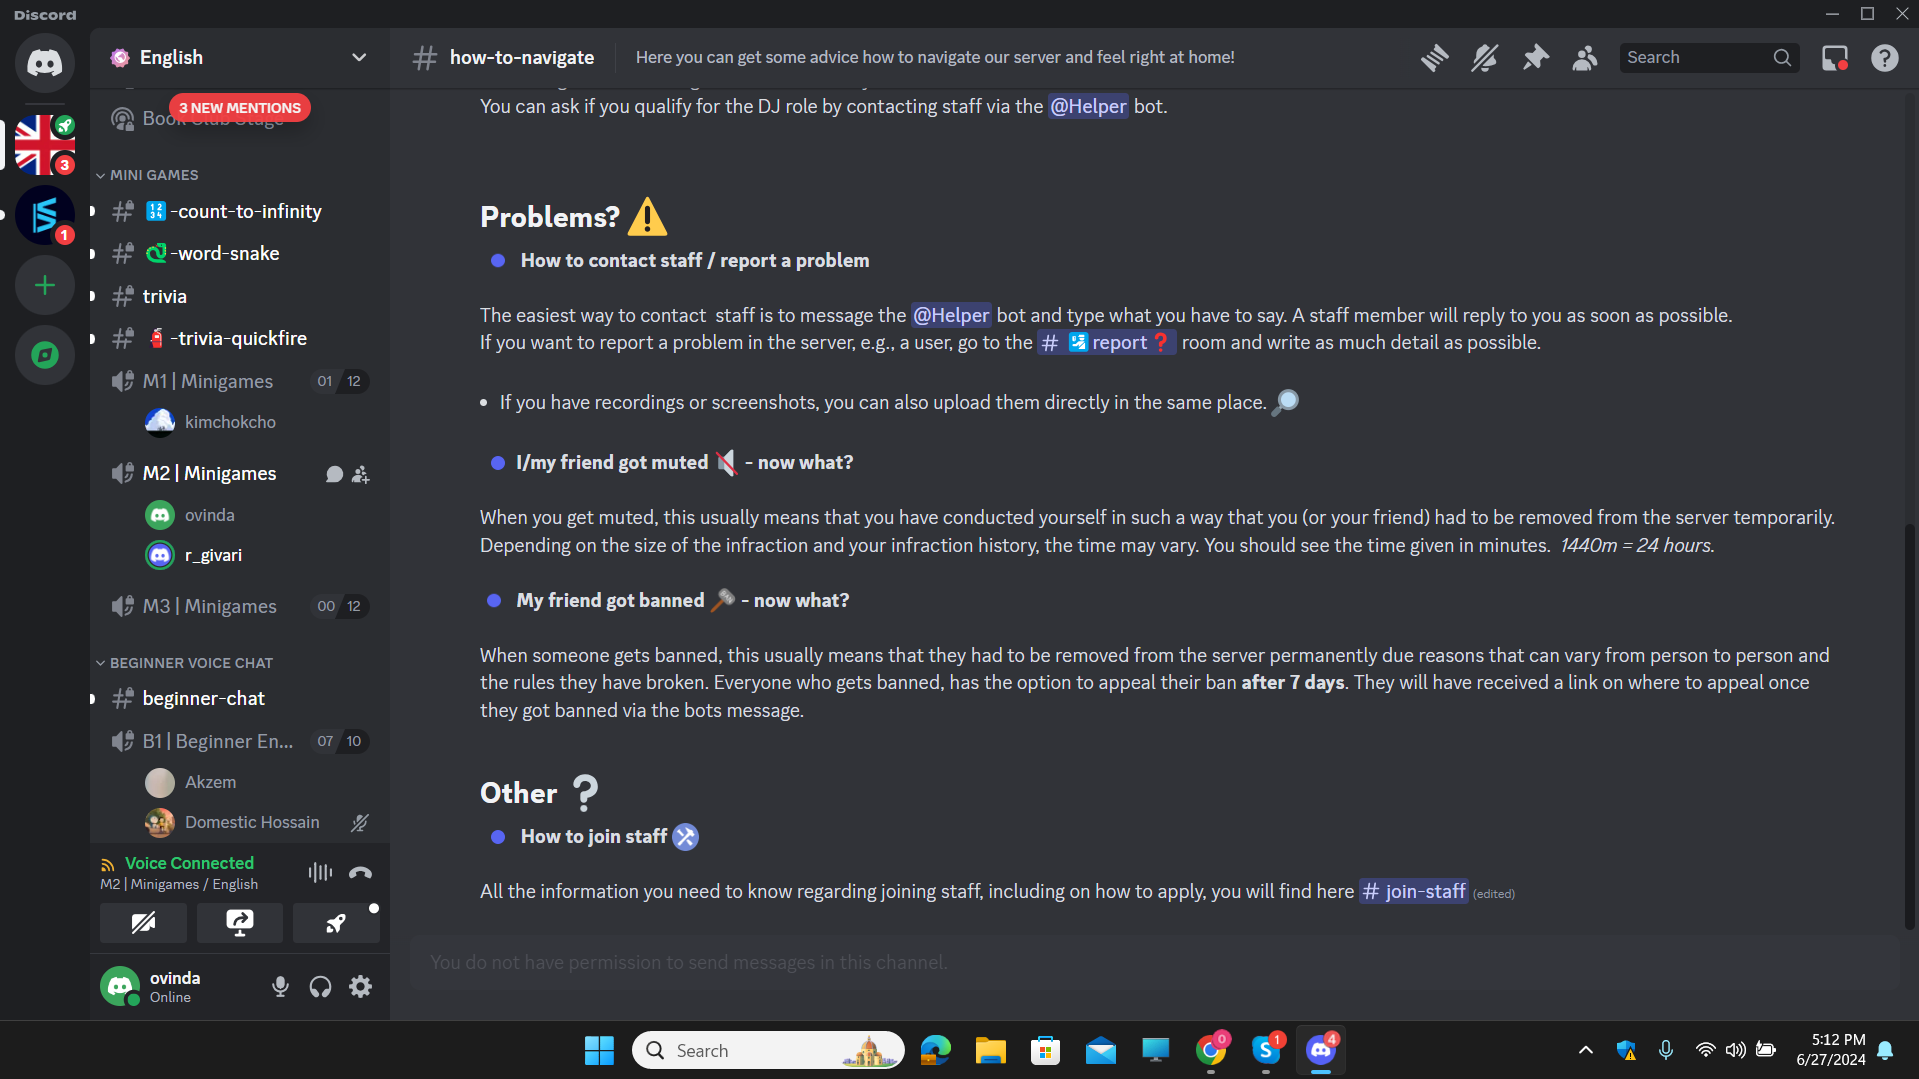 Discord
English
3 NEW MENTIONS
Book Club Stage
MINI GAMES
-count-to-infinity
-word-snake
trivia
-trivia-quickfire
M1 | Minigames 01 12
kimchokcho
M2 | Minigames
ovinda
r_givari
M3 | Minigames 00 12
BEGINNER VOICE CHAT
beginner-chat
B1 | Beginner En... 07 10
Akzem
Domestic Hossain
Voice Connected
M2 | Minigames / English
ovinda
Online
3
1
# how-to-navigate
Here you can get some advice how to navigate our server and feel right at home!
Search
You can ask if you qualify for the DJ role by contacting staff via the @Helper bot.
Problems?
How to contact staff / report a problem
The easiest way to contact staff is to message the @Helper bot and type what you have to say. A staff member will reply to you as soon as possible.
If you want to report a problem in the server, e.g., a user, go to the # report❓ room and write as much detail as possible.
• If you have recordings or screenshots, you can also upload them directly in the same place.
I/my friend got muted - now what?
When you get muted, this usually means that you have conducted yourself in such a way that you (or your friend) had to be removed from the server temporarily.
Depending on the size of the infraction and your infraction history, the time may vary. You should see the time given in minutes. 1440m = 24 hours.
My friend got banned - now what?
When someone gets banned, this usually means that they had to be removed from the server permanently due reasons that can vary from person to person and
the rules they have broken. Everyone who gets banned, has the option to appeal their ban after 7 days. They will have received a link on where to appeal once
they got banned via the bots message.
Other ❔
How to join staff
All the information you need to know regarding joining staff, including on how to apply, you will find here # join-staff (edited)
You do not have permission to send messages in this channel.
Search
0
1
4
5:12 PM
6/27/2024